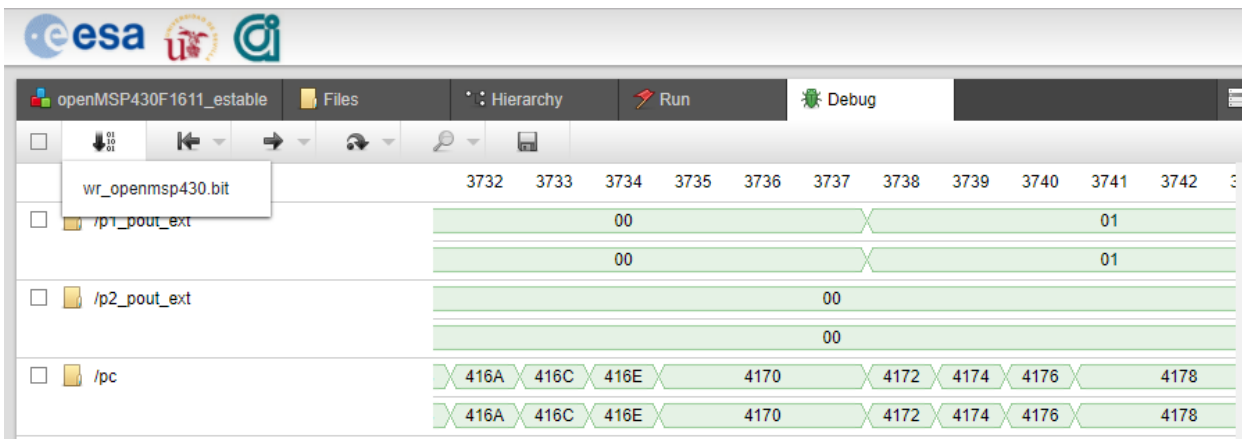 esa
openMSP430F1611_estable Files Hierarchy Run Debug
wr_openmsp430.bit
3732 3733 3734 3735 3736 3737 3738 3739 3740 3741 3742
/p1_pout_ext 00 01
00 01
/p2_pout_ext 00
00
/pc 416A 416C 416E 4170 4172 4174 4176 4178
416A 416C 416E 4170 4172 4174 4176 4178